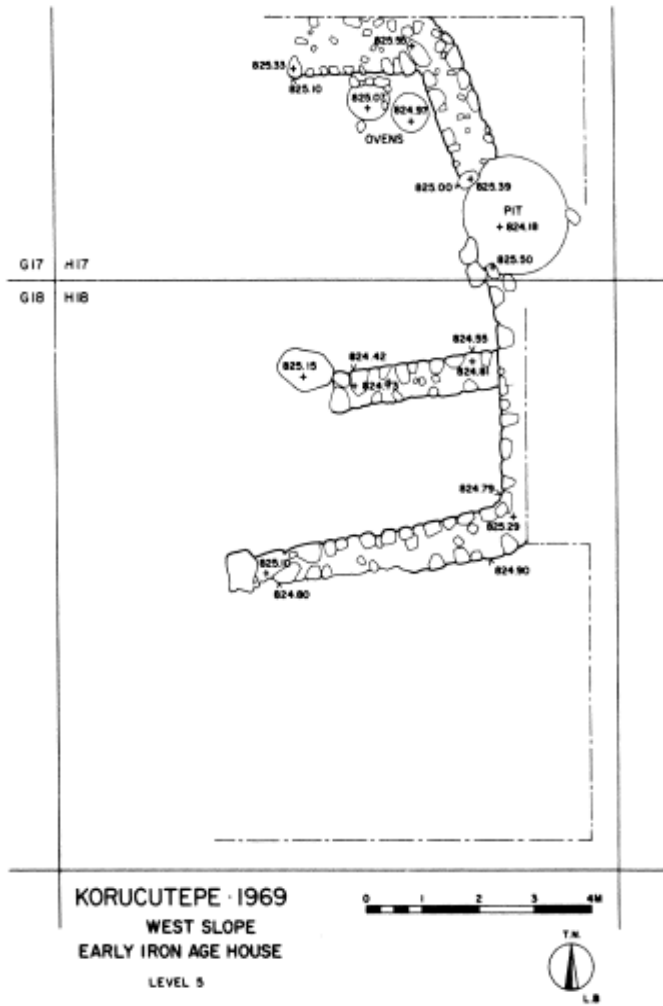 825.56
825.33
825.10
825.07
824.97
OVENS
825.00
825.39
PIT
824.18
825.50
G17 H17
G18 H18
824.55
824.42
825.15
824.81
824.73
824.79
825.29
825.10
824.90
824.80
KORUCUTEPE · 1969
WEST SLOPE
EARLY IRON AGE HOUSE
LEVEL 5
0 1 2 3 4M
T.N.
L.B